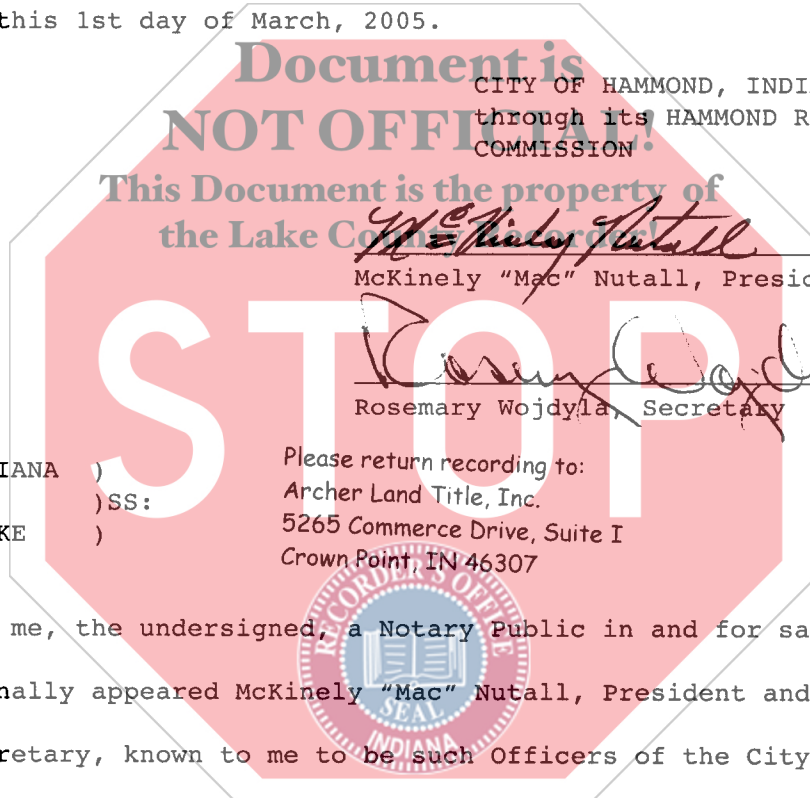 this 1st day of March, 2005.
Document is
NOT OFFICIAL!
This Document is the property of
the Lake County Recorder!
CITY OF HAMMOND, INDI
through its HAMMOND R
COMMISSION
McKinley Nutall
McKinely "Mac" Nutall, Presid
Rosemary Wojdyla
Rosemary Wojdyla, Secretary
STOP
IANA )
)SS:
KE )
Please return recording to:
Archer Land Title, Inc.
5265 Commerce Drive, Suite I
Crown Point, IN 46307
RECORDER'S OFFICE
SEAL
INDIANA
me, the undersigned, a Notary Public in and for sa
nally appeared McKinely "Mac" Nutall, President and
retary, known to me to be such Officers of the City